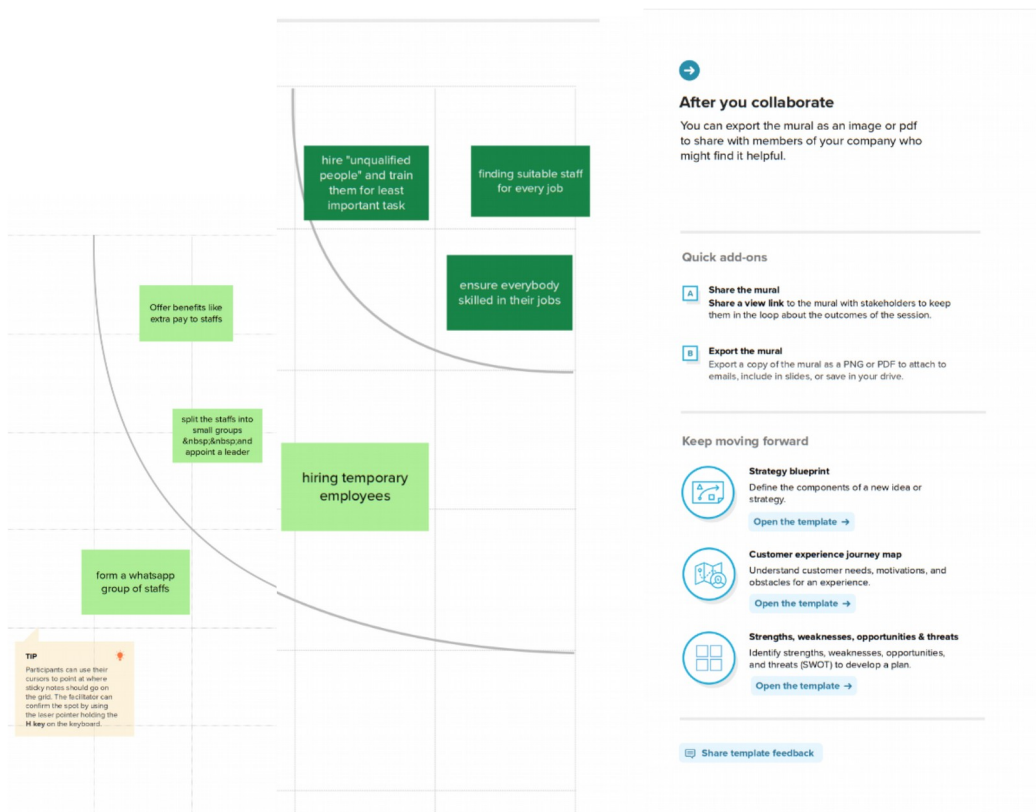 Offer benefits like
extra pay to staffs
split the staffs into
small groups
&nbsp;&nbsp;and
appoint a leader
form a whatsapp
group of staffs
TIP
Participants can use their
cursors to point at where
sticky notes should go on
the grid. The facilitator can
confirm the spot by using
the laser pointer holding the
H key on the keyboard.
hire "unqualified
people" and train
them for least
important task
finding suitable staff
for every job
ensure everybody
skilled in their jobs
hiring temporary
employees
After you collaborate
You can export the mural as an image or pdf
to share with members of your company who
might find it helpful.
Quick add-ons
A
Share the mural
Share a view link to the mural with stakeholders to keep
them in the loop about the outcomes of the session.
B
Export the mural
Export a copy of the mural as a PNG or PDF to attach to
emails, include in slides, or save in your drive.
Keep moving forward
Strategy blueprint
Define the components of a new idea or
strategy.
Open the template →
Customer experience journey map
Understand customer needs, motivations, and
obstacles for an experience.
Open the template →
Strengths, weaknesses, opportunities & threats
Identify strengths, weaknesses, opportunities,
and threats (SWOT) to develop a plan.
Open the template →
Share template feedback